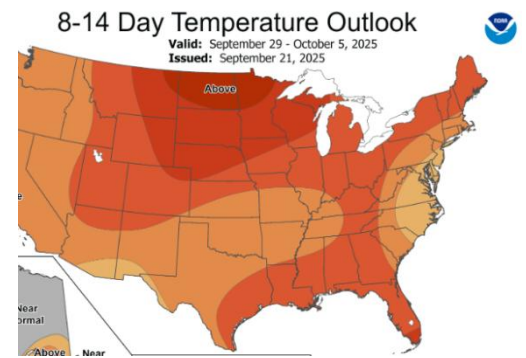 8-14 Day Temperature Outlook
Valid: September 29 - October 5, 2025
Issued: September 21, 2025
NOAA
Above
e
Near
ormal
Above
Near